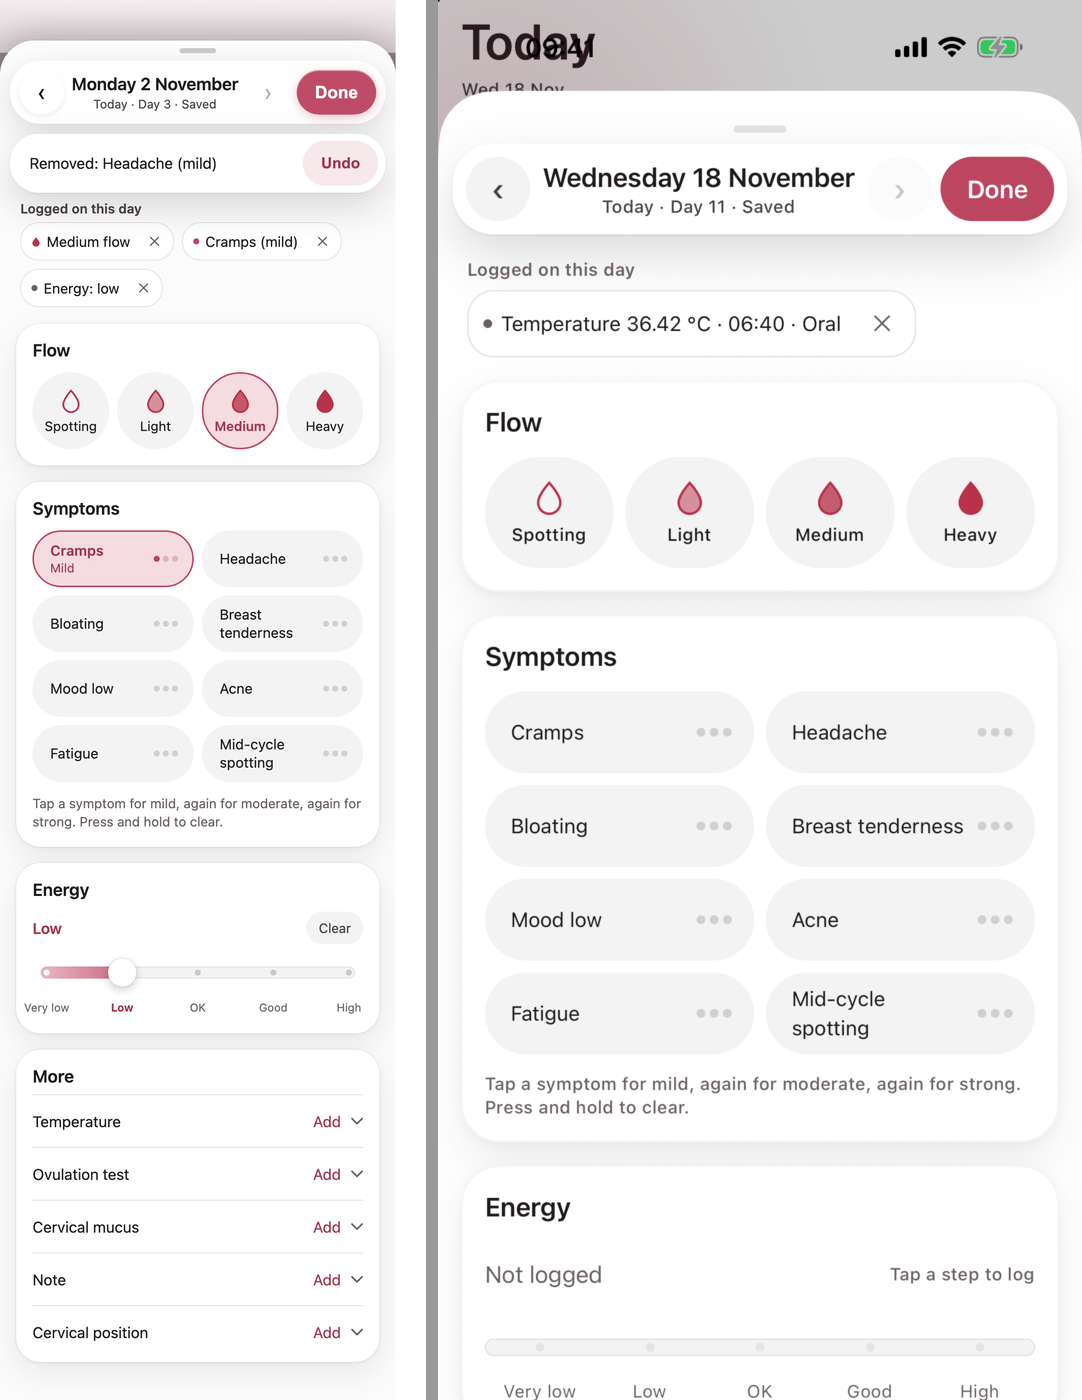 Monday 2 November
Today · Day 3 · Saved
Done
Removed: Headache (mild)
Undo
Logged on this day
Medium flow
Cramps (mild)
Energy: low
Flow
Spotting
Light
Medium
Heavy
Symptoms
Cramps
Mild
Headache
Bloating
Breast
tenderness
Mood low
Acne
Fatigue
Mid-cycle
spotting
Tap a symptom for mild, again for moderate, again for
strong. Press and hold to clear.
Energy
Low
Clear
Very low
Low
OK
Good
High
More
Temperature
Add
Ovulation test
Add
Cervical mucus
Add
Note
Add
Cervical position
Add
Today
09:41
Wed 18 Nov
Wednesday 18 November
Today · Day 11 · Saved
Done
Logged on this day
Temperature 36.42 °C · 06:40 · Oral
Flow
Spotting
Light
Medium
Heavy
Symptoms
Cramps
Headache
Bloating
Breast tenderness
Mood low
Acne
Fatigue
Mid-cycle
spotting
Tap a symptom for mild, again for moderate, again for strong.
Press and hold to clear.
Energy
Not logged
Tap a step to log
Very low
Low
OK
Good
High